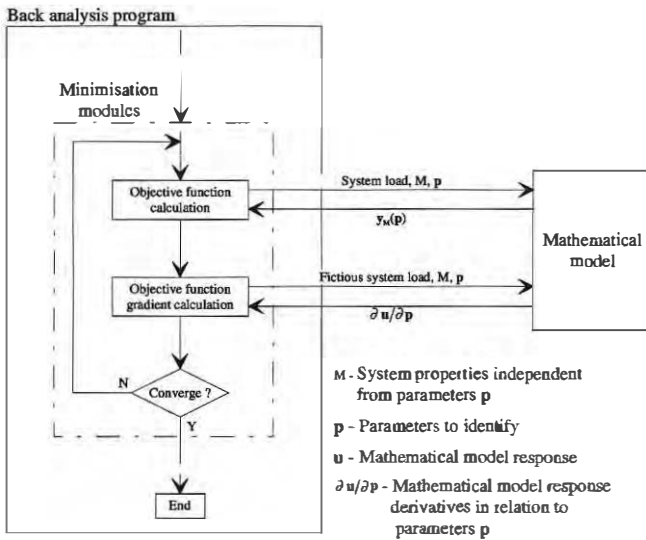 Back analysis program
Minimisation
modules
Objective function
calculation
System load, M, p
y_M(p)
Mathematical
model
Objective function
gradient calculation
Fictious system load, M, p
∂u/∂p
N
Converge ?
Y
End
M - System properties independent
from parameters p
p - Parameters to identify
u - Mathematical model response
∂u/∂p - Mathematical model response
derivatives in relation to
parameters p